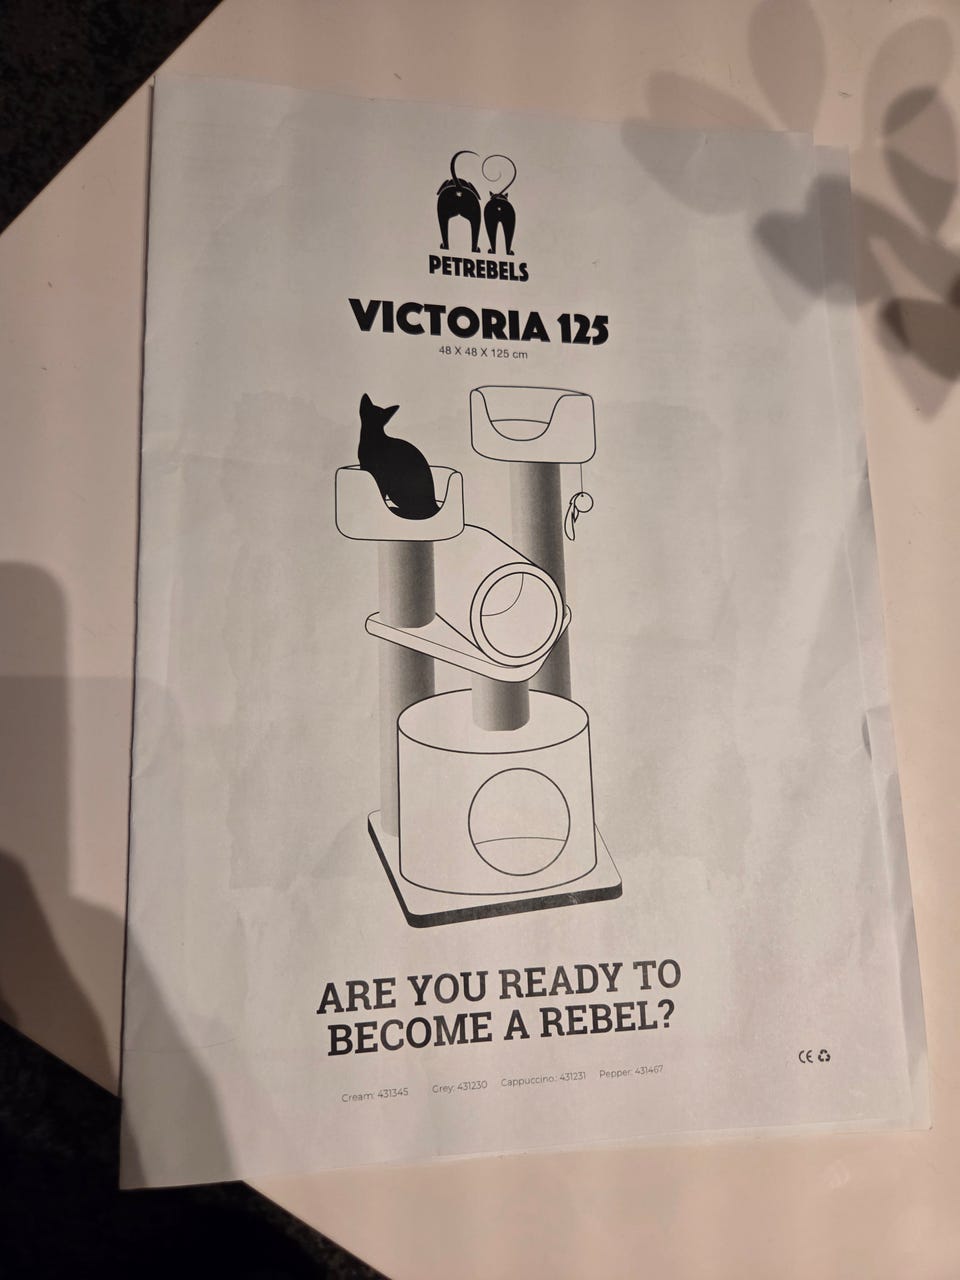 PETREBELS
VICTORIA 125
48 X 48 X 125 cm
ARE YOU READY TO
BECOME A REBEL?
Cream: 431345 Grey: 431230 Cappuccino: 431231 Pepper: 431467
CE